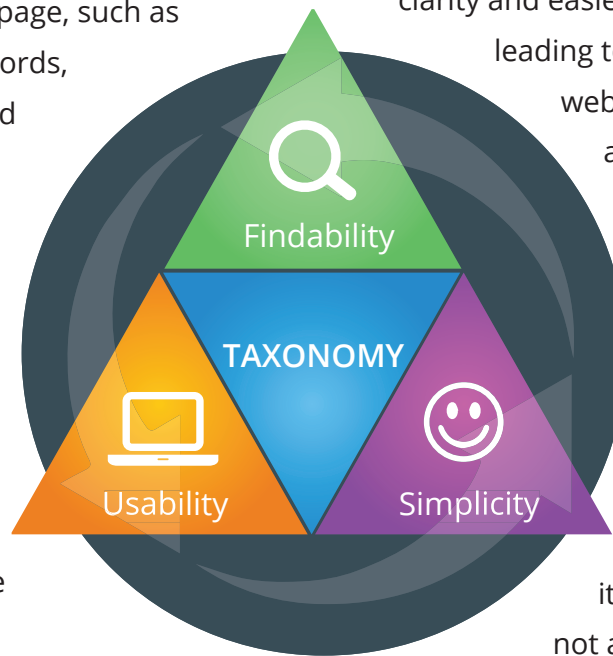 page, such as
clarity and easie
ords,
leading t
d
web
a
Findability
TAXONOMY
Usability
Simplicity
e
it
not a